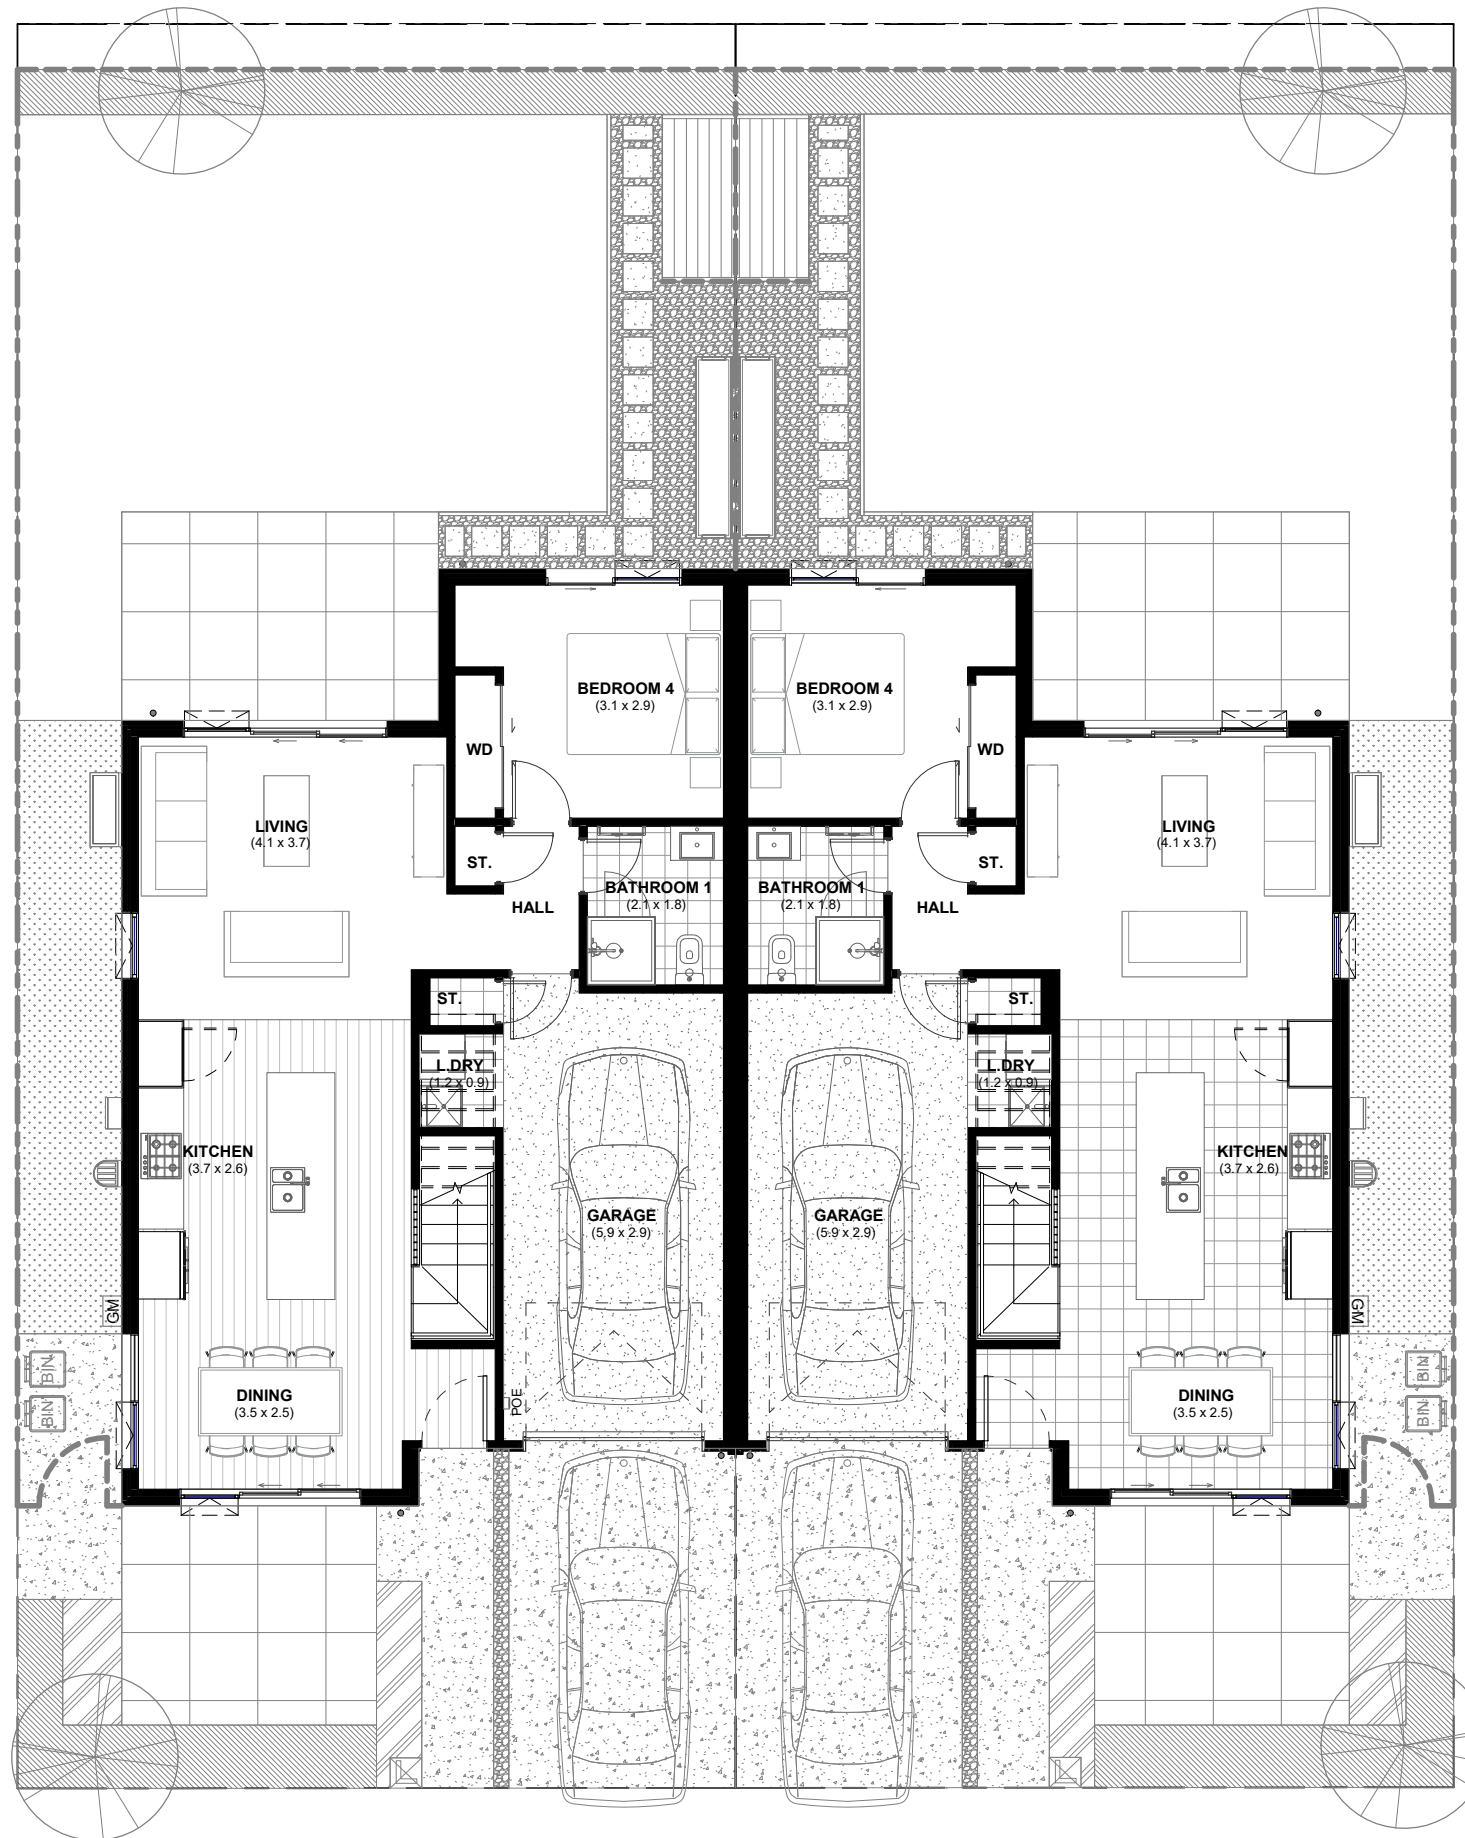 BEDROOM 4
(3.1 x 2.9)
BEDROOM 4
(3.1 x 2.9)
WD
WD
LIVING
(4.1 x 3.7)
LIVING
(4.1 x 3.7)
ST.
ST.
BATHROOM 1
(2.1 x 1.8)
BATHROOM 1
(2.1 x 1.8)
HALL
HALL
ST.
ST.
L.DRY
(1.2 x 0.9)
L.DRY
(1.2 x 0.9)
KITCHEN
(3.7 x 2.6)
KITCHEN
(3.7 x 2.6)
GARAGE
(5.9 x 2.9)
GARAGE
(5.9 x 2.9)
GM
GM
BIN
BIN
BIN
BIN
DINING
(3.5 x 2.5)
POE
DINING
(3.5 x 2.5)